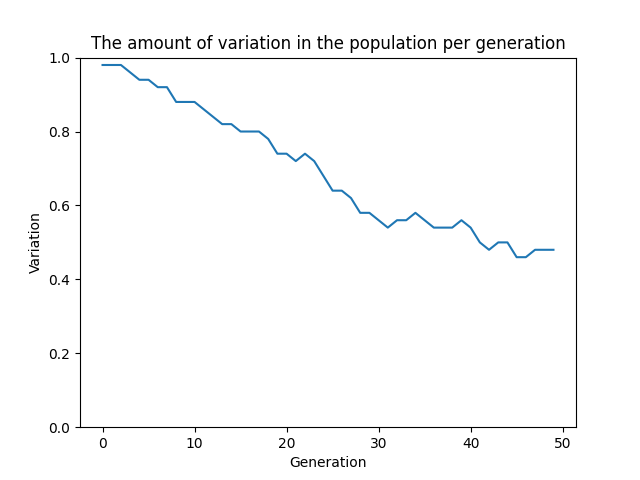 The amount of variation in the population per generation
1.0
0.8
0.6
0.4
0.2
0.0
Variation
0 10 20 30 40 50
Generation